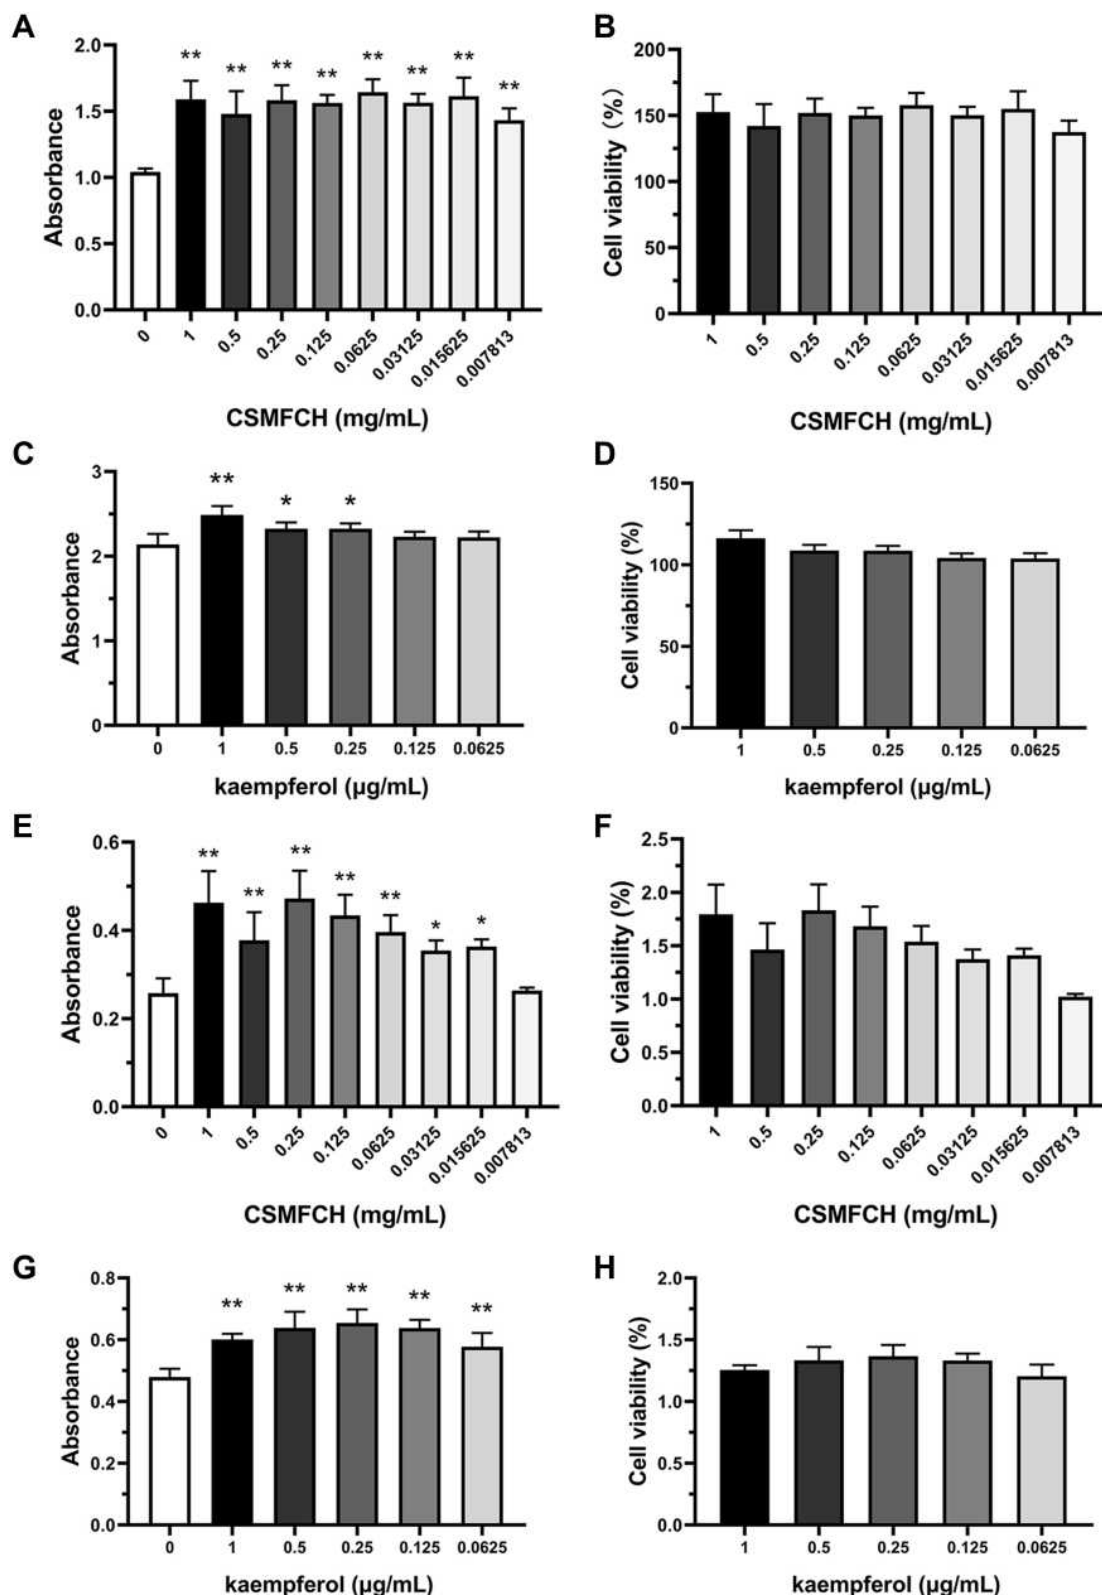 A
2.0
1.5
1.0
0.5
0.0
Absorbance
** ** ** ** ** ** ** **
0 1 0.5 0.25 0.125 0.0625 0.03125 0.015625 0.007813
CSMFCH (mg/mL)
B
200
150
100
50
0
Cell viability (%)
1 0.5 0.25 0.125 0.0625 0.03125 0.015625 0.007813
CSMFCH (mg/mL)
C
3
2
1
0
Absorbance
** * *
0 1 0.5 0.25 0.125 0.0625
kaempferol (μg/mL)
D
150
100
50
0
Cell viability (%)
1 0.5 0.25 0.125 0.0625
kaempferol (μg/mL)
E
0.6
0.4
0.2
0.0
Absorbance
** ** ** ** ** * *
0 1 0.5 0.25 0.125 0.0625 0.03125 0.015625 0.007813
CSMFCH (mg/mL)
F
2.5
2.0
1.5
1.0
0.5
0.0
Cell viability (%)
1 0.5 0.25 0.125 0.0625 0.03125 0.015625 0.007813
CSMFCH (mg/mL)
G
0.8
0.6
0.4
0.2
0.0
Absorbance
** ** ** ** **
0 1 0.5 0.25 0.125 0.0625
kaempferol (μg/mL)
H
2.0
1.5
1.0
0.5
0.0
Cell viability (%)
1 0.5 0.25 0.125 0.0625
kaempferol (μg/mL)